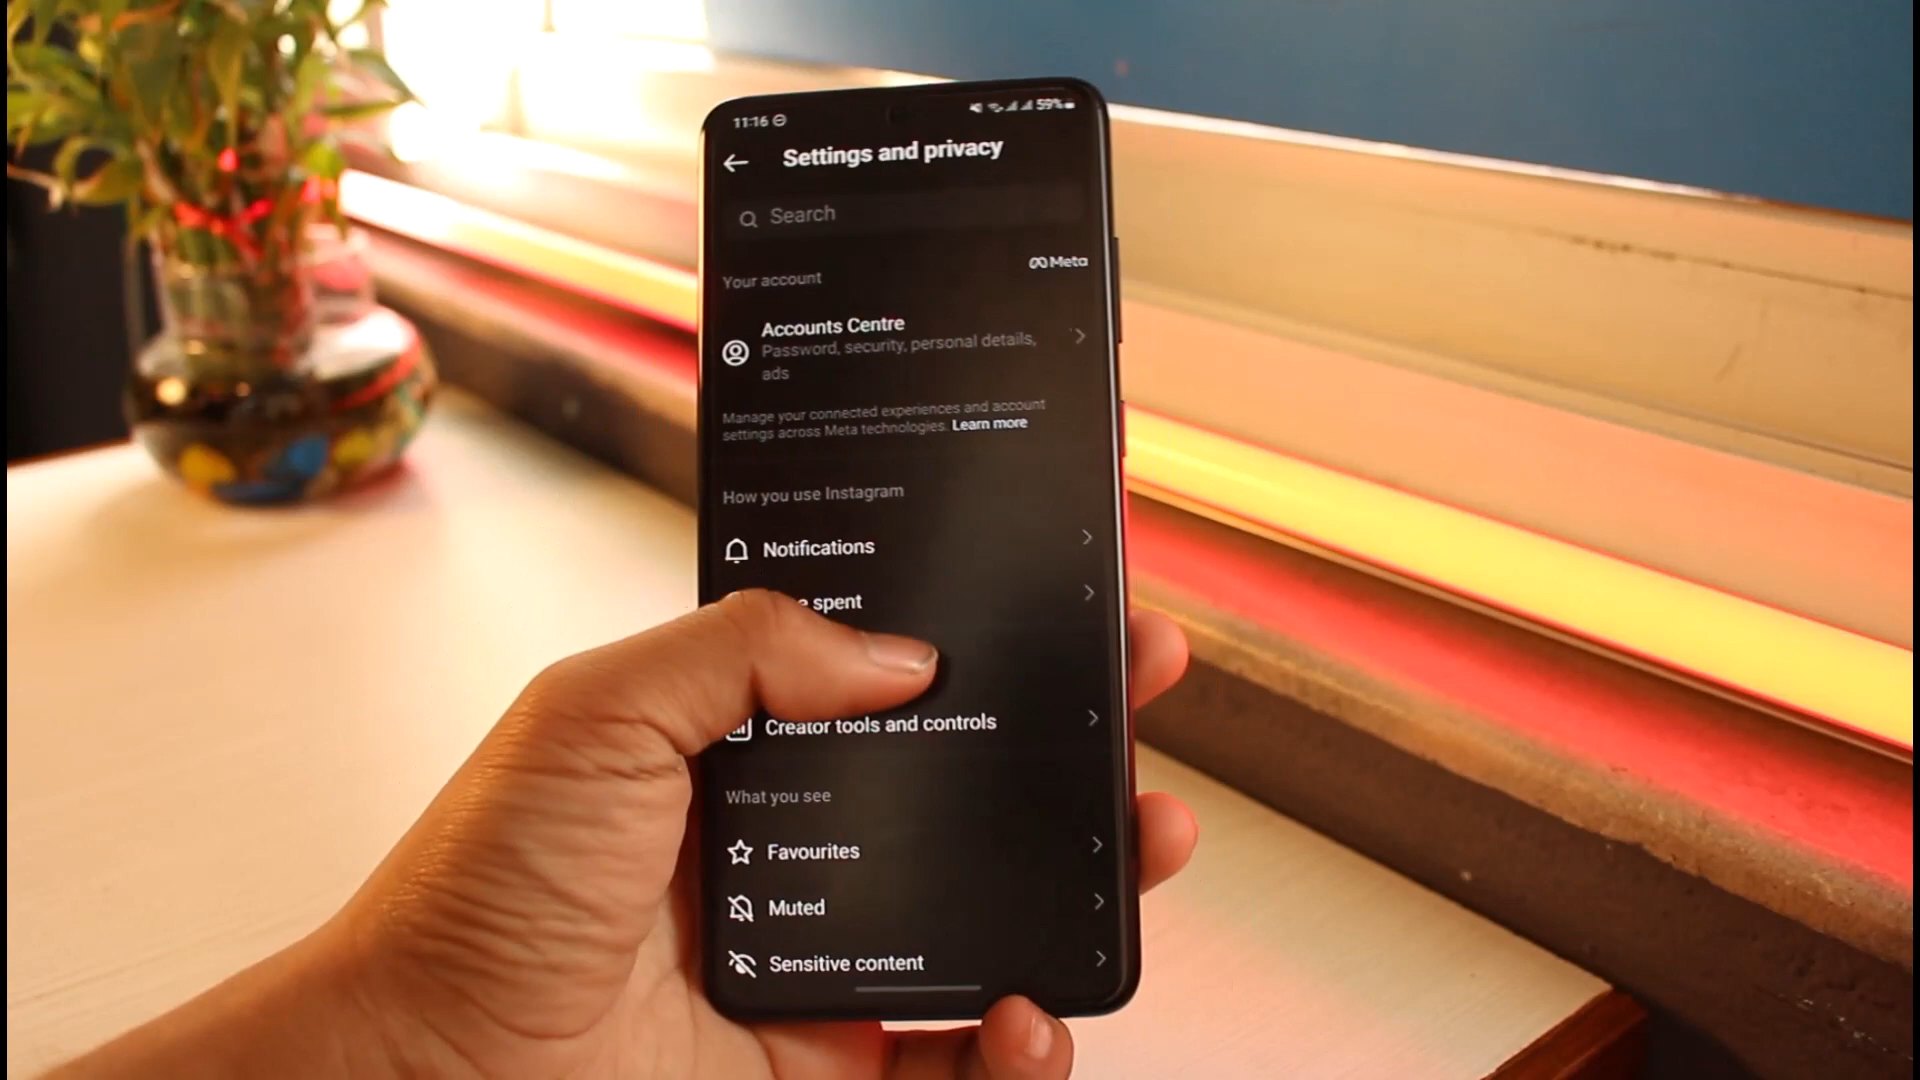 11:16
59%
Settings and privacy
Search
Your account
Meta
Accounts Centre
Password, security, personal details,
ads
Manage your connected experiences and account
settings across Meta technologies. Learn more
How you use Instagram
Notifications
spent
Creator tools and controls
What you see
Favourites
Muted
Sensitive content